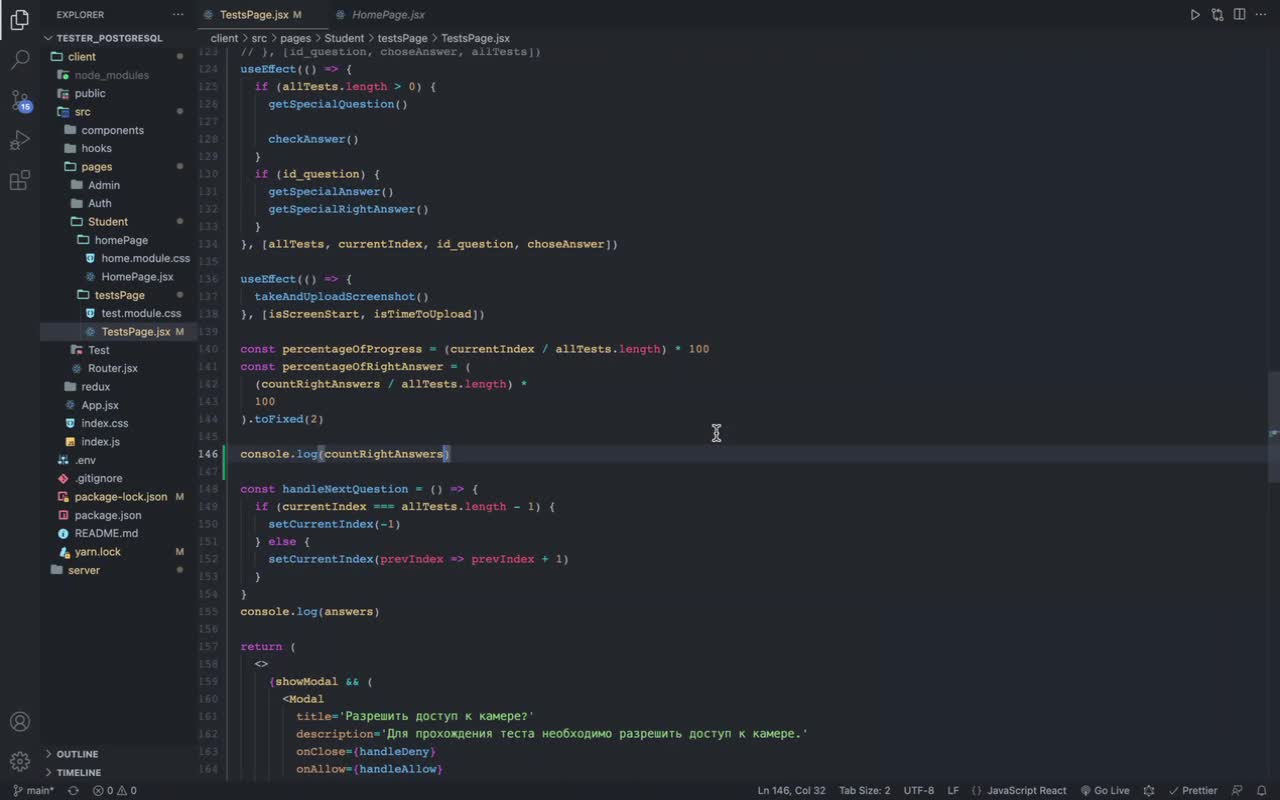 EXPLORER
TESTER_POSTGRESQL
client
node_modules
public
src
components
hooks
pages
Admin
Auth
Student
homePage
home.module.css
HomePage.jsx
testsPage
test.module.css
TestsPage.jsx M
Test
Router.jsx
redux
App.jsx
index.css
index.js
.env
.gitignore
package-lock.json M
package.json
README.md
yarn.lock M
server
OUTLINE
TIMELINE
15
TestsPage.jsx M
HomePage.jsx
client > src > pages > Student > testsPage > TestsPage.jsx
123 // }, [id_question, choseAnswer, allTests])
124 useEffect(() => {
125 if (allTests.length > 0) {
126 getSpecialQuestion()
127
128 checkAnswer()
129 }
130 if (id_question) {
131 getSpecialAnswer()
132 getSpecialRightAnswer()
133 }
134 }, [allTests, currentIndex, id_question, choseAnswer])
135
136 useEffect(() => {
137 takeAndUploadScreenshot()
138 }, [isScreenStart, isTimeToUpload])
139
140 const percentageOfProgress = (currentIndex / allTests.length) * 100
141 const percentageOfRightAnswer = (
142 (countRightAnswers / allTests.length) *
143 100
144 ).toFixed(2)
145
146 console.log(countRightAnswers)
147
148 const handleNextQuestion = () => {
149 if (currentIndex === allTests.length - 1) {
150 setCurrentIndex(-1)
151 } else {
152 setCurrentIndex(prevIndex => prevIndex + 1)
153 }
154 }
155 console.log(answers)
156
157 return (
158 <>
159 {showModal && (
160 <Modal
161 title='Разрешить доступ к камере?'
162 description='Для прохождения теста необходимо разрешить доступ к камере.'
163 onClose={handleDeny}
164 onAllow={handleAllow}
main* 0 0 Ln 146, Col 32 Tab Size: 2 UTF-8 LF {} JavaScript React Go Live Prettier